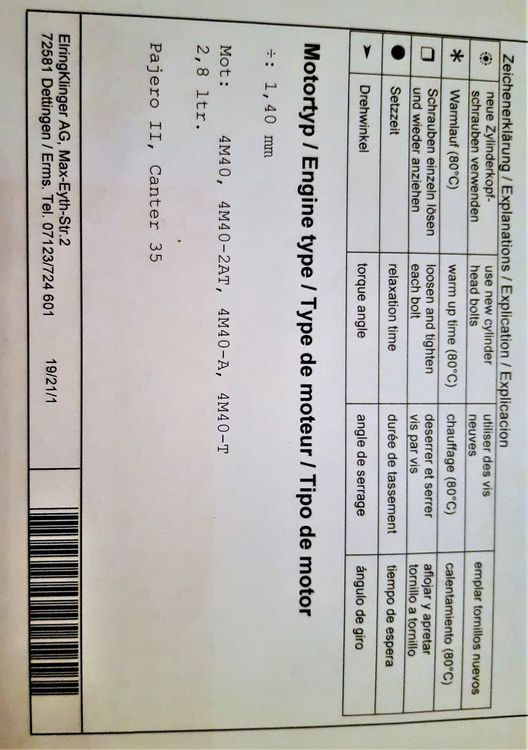 Zeichenerklärung / Explanations / Explication / Explicacion
neue Zylinderkopf-
schrauben verwenden
use new cylinder
head bolts
utiliser des vis
neuves
emplar tornillos nuevos
* Warmlauf (80°C)
warm up time (80°C)
chauffage (80°C)
calentamiento (80°C)
Schrauben einzeln lösen
und wieder anziehen
loosen and tighten
each bolt
deserrer et serrer
vis par vis
aflojar y apretar
tornillo a tornillo
Setzzeit
relaxation time
durée de tassement
tiempo de espera
Drehwinkel
torque angle
angle de serrage
ángulo de giro
Motortyp / Engine type / Type de moteur / Tipo de motor
÷: 1,40 mm
Mot: 4M40, 4M40-2AT, 4M40-A, 4M40-T
2,8 ltr.
Pajero II, Canter 35
ElringKlinger AG, Max-Eyth-Str.2
72581 Dettingen / Erms. Tel. 07123/724 601 19/21/1